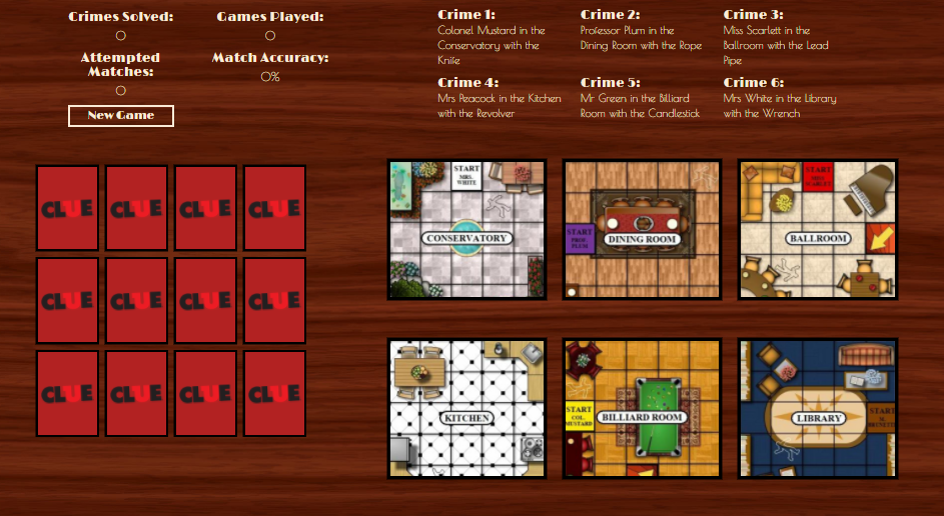 Crimes Solved:
0
Games Played:
0
Attempted
Matches:
0
Match Accuracy:
0%
New Game
Crime 1:
Colonel Mustard in the
Conservatory with the
Knife
Crime 2:
Professor Plum in the
Dining Room with the Rope
Crime 3:
Miss Scarlett in the
Ballroom with the Lead
Pipe
Crime 4:
Mrs Peacock in the Kitchen
with the Revolver
Crime 5:
Mr Green in the Billiard
Room with the Candlestick
Crime 6:
Mrs White in the Library
with the Wrench
CLUE
CLUE
CLUE
CLUE
CLUE
CLUE
CLUE
CLUE
CLUE
CLUE
CLUE
CLUE
START
MRS.
WHITE
CONSERVATORY
START
PROF.
PLUM
DINING ROOM
START
MISS
SCARLET
BALLROOM
KITCHEN
START
COL.
MUSTARD
BILLIARD ROOM
LIBRARY
START
M.
BRUNETTE